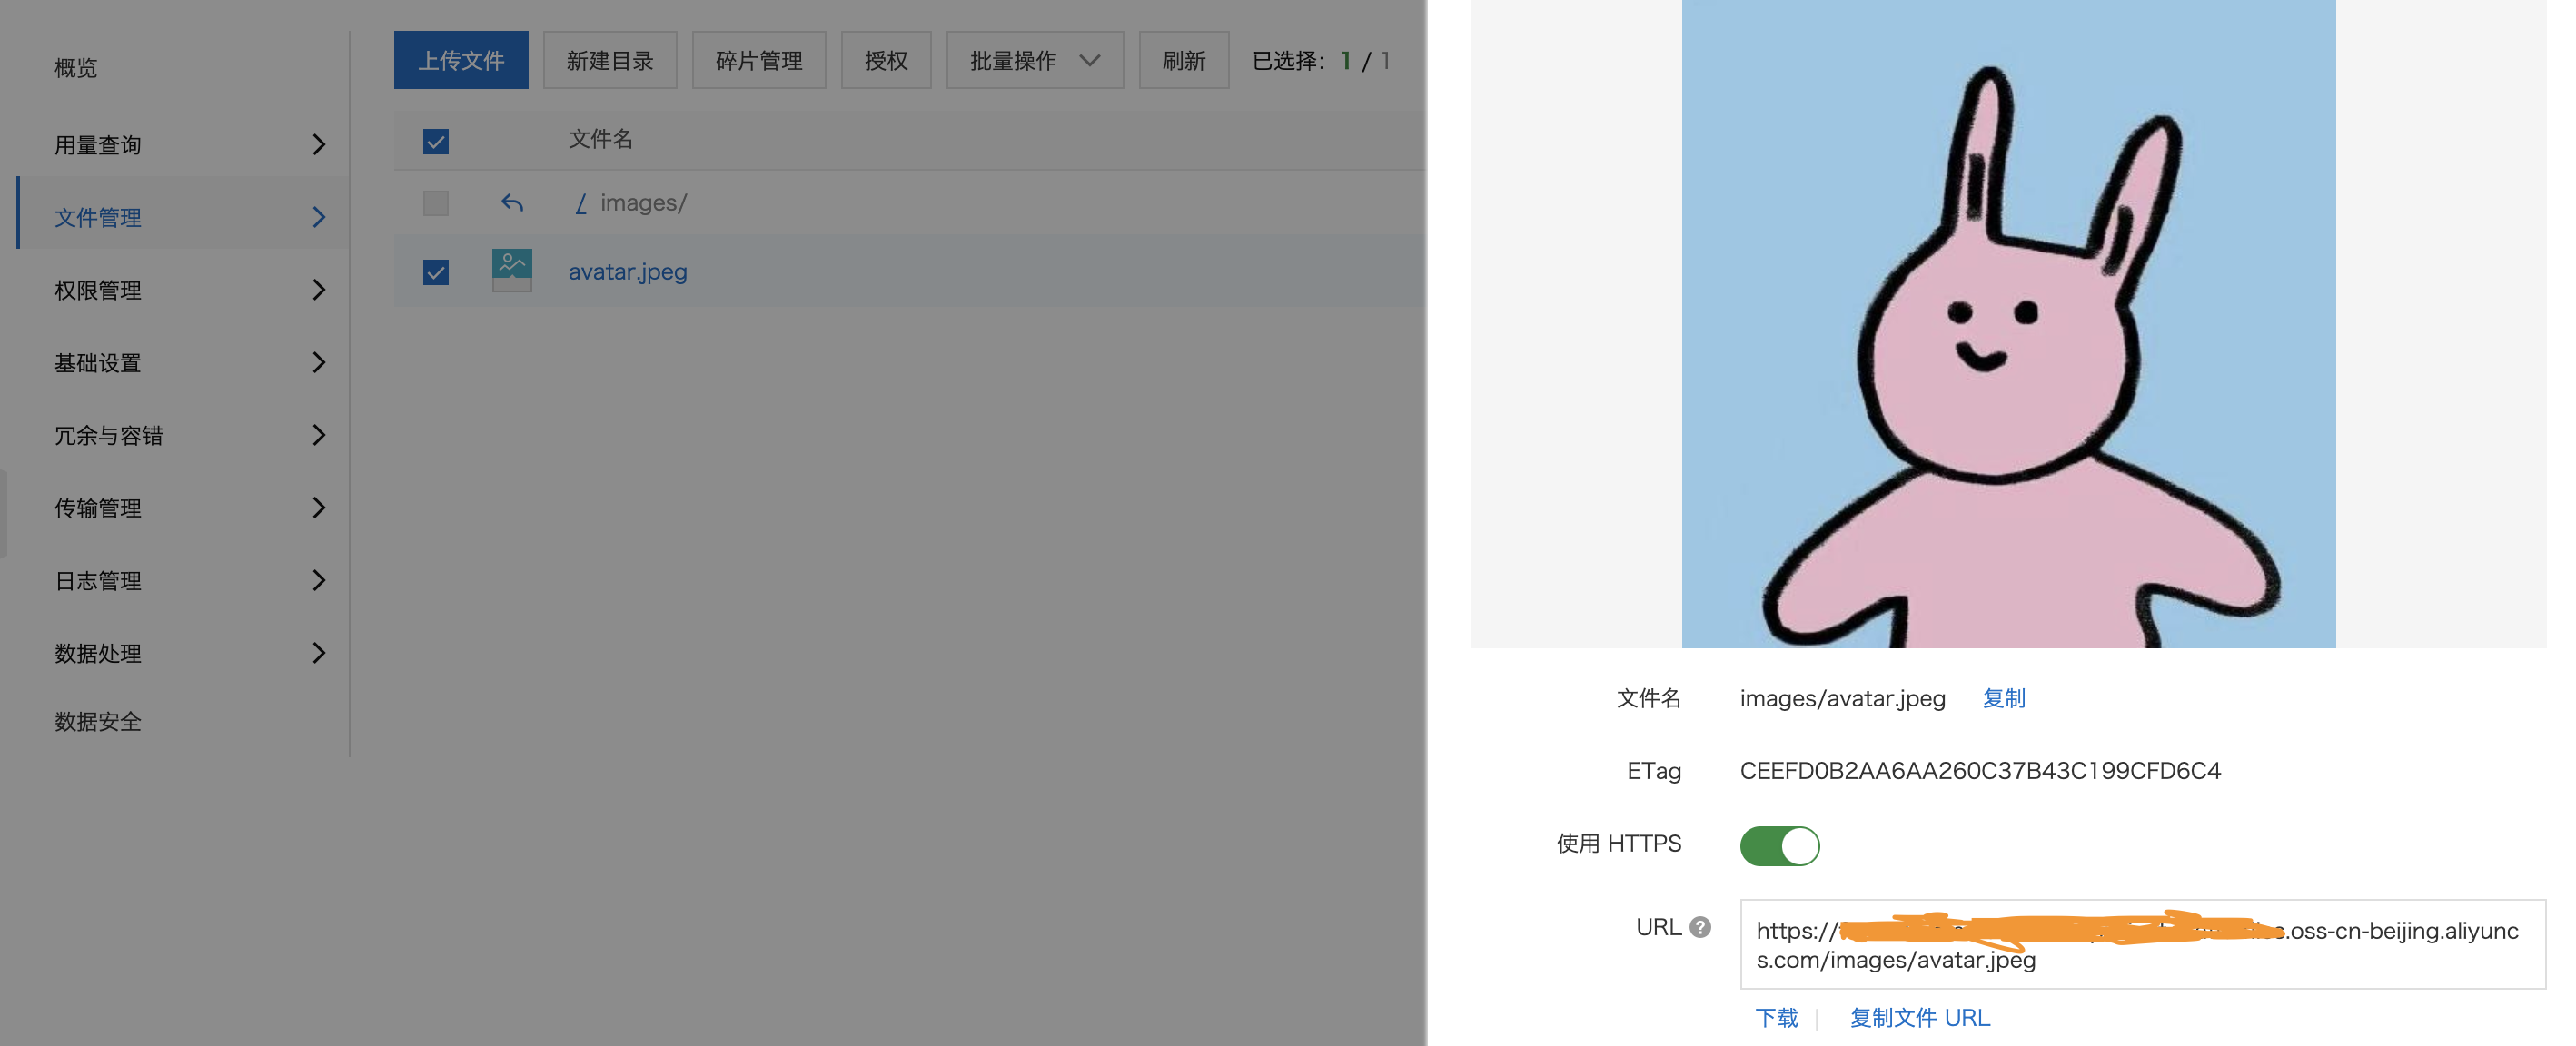 概览
用量查询
文件管理
权限管理
基础设置
冗余与容错
传输管理
日志管理
数据处理
数据安全
上传文件 新建目录 碎片管理 授权 批量操作 刷新 已选择: 1 / 1
文件名
/ images/
avatar.jpeg
文件名 images/avatar.jpeg 复制
ETag CEEFD0B2AA6AA260C37B43C199CFD6C4
使用 HTTPS
URL ?
https:// .oss-cn-beijing.aliyunc
s.com/images/avatar.jpeg
下载 复制文件 URL